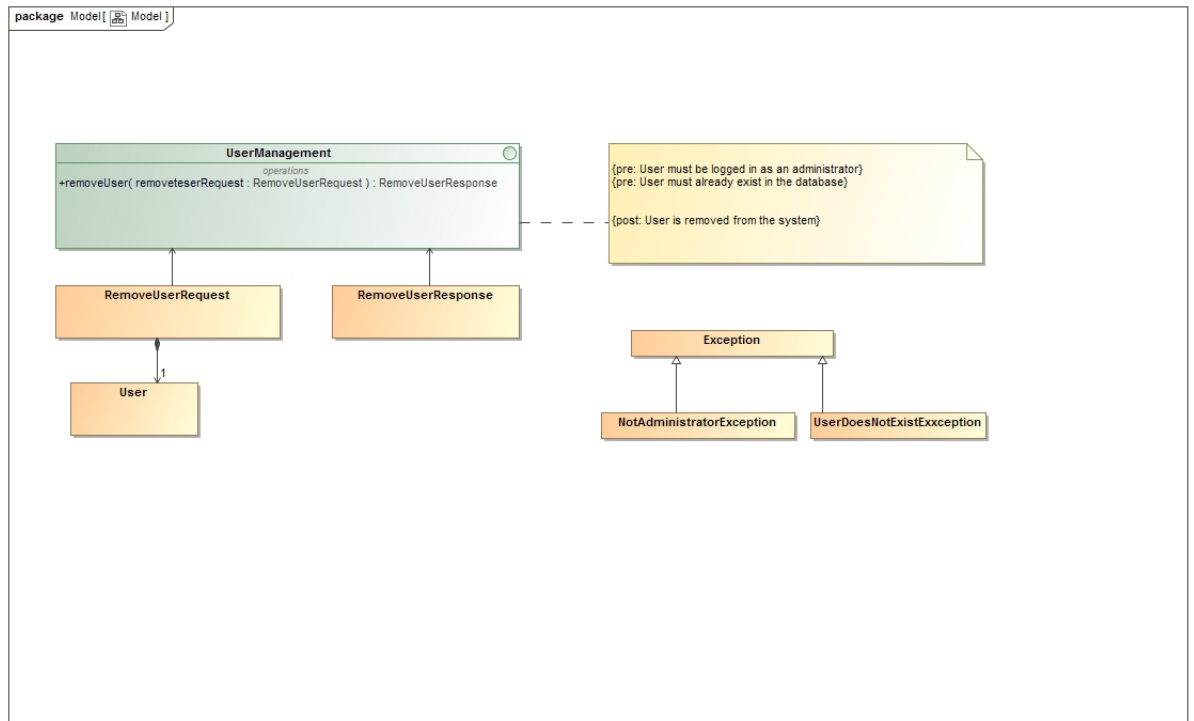 package Model[ Model ]
UserManagement
operations
+removeUser( removeteserRequest : RemoveUserRequest ) : RemoveUserResponse
{pre: User must be logged in as an administrator}
{pre: User must already exist in the database}
{post: User is removed from the system}
RemoveUserRequest
RemoveUserResponse
Exception
1
User
NotAdministratorException
UserDoesNotExistExxception